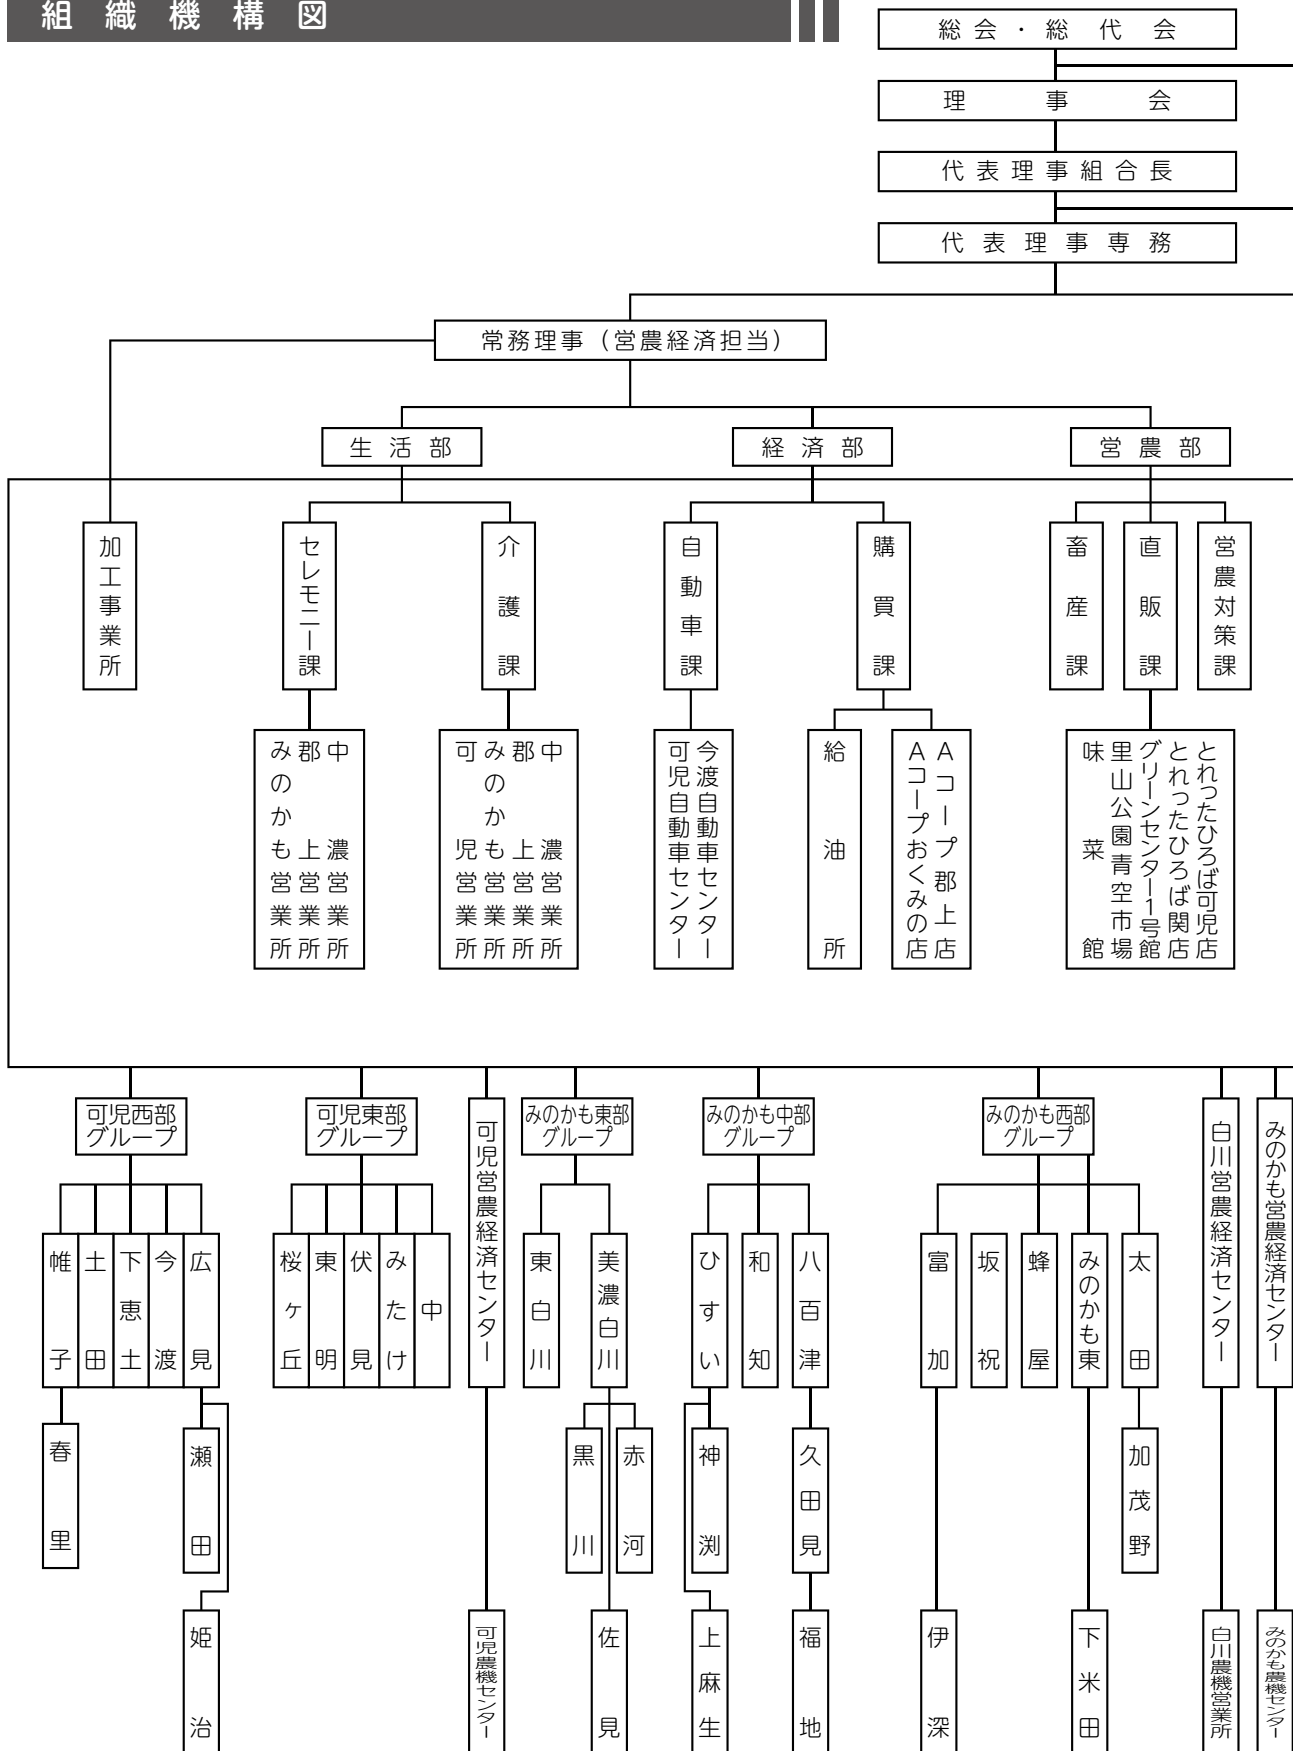 組織機構図
総会・総代会
理事会
代表理事組合長
代表理事専務
常務理事（営農経済担当）
生活部
経済部
営農部
加工事業所
セレモニー課
介護課
自動車課
購買課
畜産課
直販課
営農対策課
中濃営業所
郡上営業所
みのかも営業所
中濃営業所
郡上営業所
みのかも営業所
可児営業所
今渡自動車センター
可児自動車センター
給油所
Aコープ郡上店
Aコープおくみの店
とれったひろば可児店
とれったひろば関店
グリーンセンター1号館
里山公園青空市場
味菜館
可児西部
グループ
可児東部
グループ
可児営農経済センター
みのかも東部
グループ
みのかも中部
グループ
みのかも西部
グループ
白川営農経済センター
みのかも営農経済センター
帷子
土田
下恵土
今渡
広見
桜ヶ丘
東明
伏見
みたけ
中
東白川
美濃白川
ひすい
和知
八百津
富加
坂祝
蜂屋
みのかも東
太田
春里
瀬田
黒川
赤河
神渕
久田見
加茂野
姫治
可児農機センター
佐見
上麻生
福地
伊深
下米田
白川農機営業所
みのかも農機センター